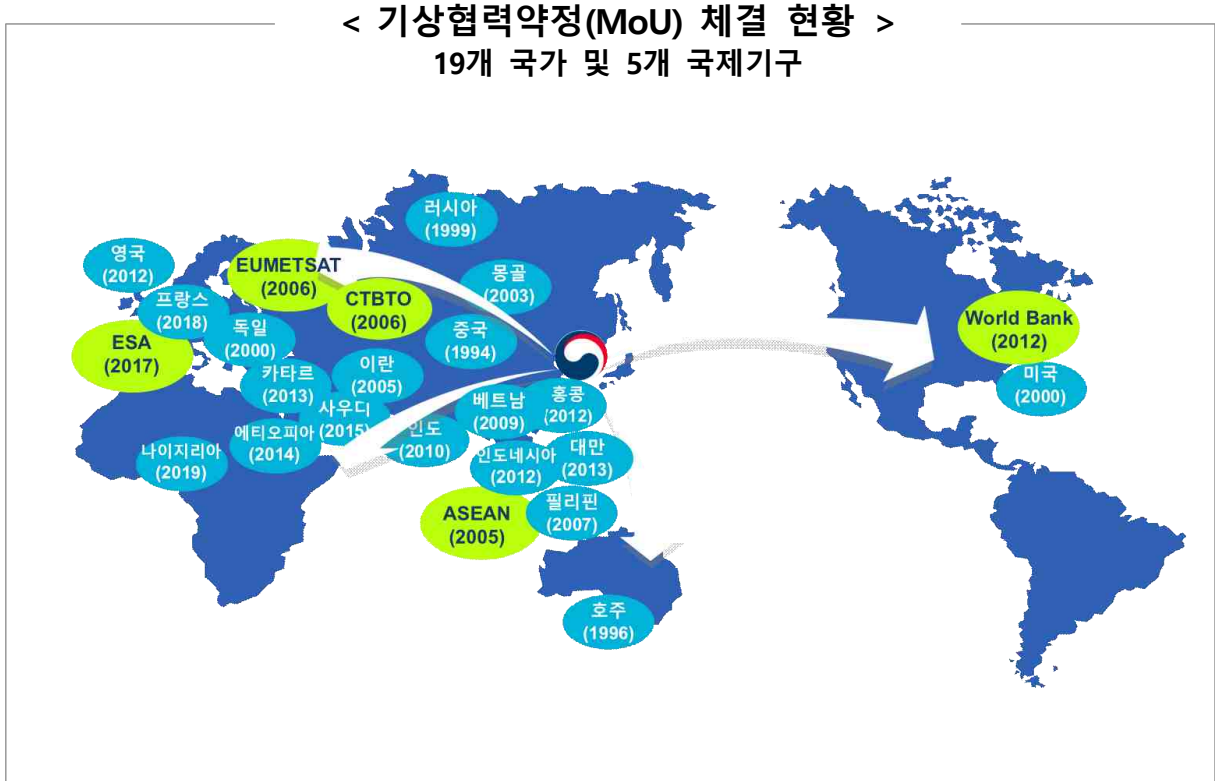 < 기상협력약정(MoU) 체결 현황 >
19개 국가 및 5개 국제기구
러시아
(1999)
영국
(2012)
EUMETSAT
(2006)
몽골
(2003)
CTBTO
(2006)
프랑스
(2018)
독일
(2000)
중국
(1994)
ESA
(2017)
World Bank
(2012)
이란
(2005)
카타르
(2013)
미국
(2000)
사우디
(2015)
베트남
(2009)
홍콩
(2012)
에티오피아
(2014)
인도
(2010)
나이지리아
(2019)
인도네시아
(2012)
대만
(2013)
ASEAN
(2005)
필리핀
(2007)
호주
(1996)